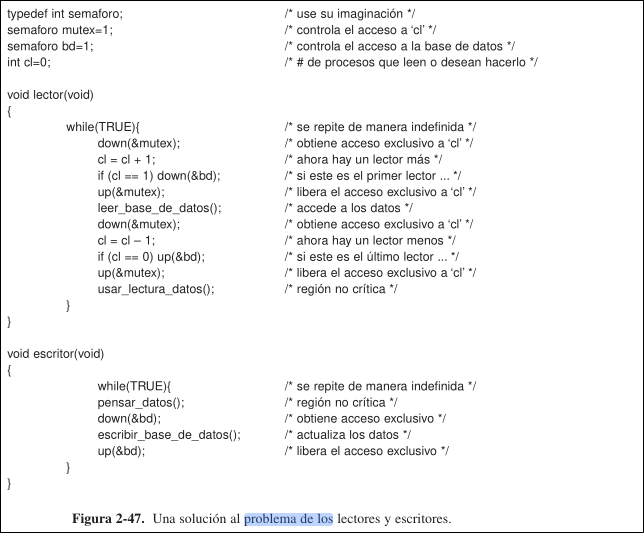 typedef int semaforo; /* use su imaginación */
semaforo mutex=1; /* controla el acceso a ‘cl’ */
semaforo bd=1; /* controla el acceso a la base de datos */
int cl=0; /* # de procesos que leen o desean hacerlo */
void lector(void)
{
while(TRUE){ /* se repite de manera indefinida */
down(&mutex); /* obtiene acceso exclusivo a ‘cl’ */
cl = cl + 1; /* ahora hay un lector más */
if (cl == 1) down(&bd); /* si este es el primer lector ... */
up(&mutex); /* libera el acceso exclusivo a ‘cl’ */
leer_base_de_datos(); /* accede a los datos */
down(&mutex); /* obtiene acceso exclusivo a ‘cl’ */
cl = cl – 1; /* ahora hay un lector menos */
if (cl == 0) up(&bd); /* si este es el último lector ... */
up(&mutex); /* libera el acceso exclusivo a ‘cl’ */
usar_lectura_datos(); /* región no crítica */
}
}
void escritor(void)
{
while(TRUE){ /* se repite de manera indefinida */
pensar_datos(); /* región no crítica */
down(&bd); /* obtiene acceso exclusivo */
escribir_base_de_datos(); /* actualiza los datos */
up(&bd); /* libera el acceso exclusivo */
}
}
Figura 2-47. Una solución al problema de los lectores y escritores.